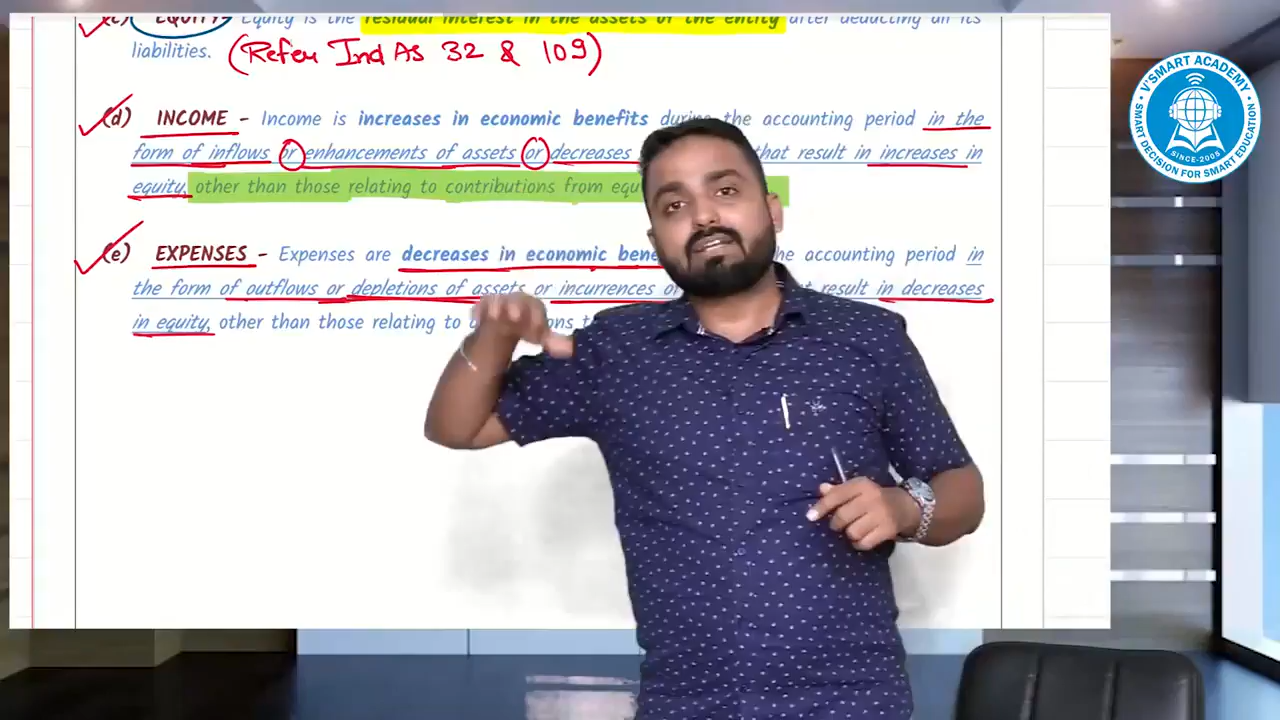 (c) EQUITY Equity is the residual interest in the assets of the entity after deducting all its
liabilities. (Refer Ind As 32 & 109)
(d) INCOME - Income is increases in economic benefits during the accounting period in the
form of inflows or enhancements of assets or decreases that result in increases in
equity, other than those relating to contributions from
(e) EXPENSES - Expenses are decreases in economic the accounting period in
the form of outflows or depletions of assets or incurrences result in decreases
in equity, other than those relating to
V'SMART ACADEMY
SINCE-2006
SMART DECISION FOR SMART EDUCATION